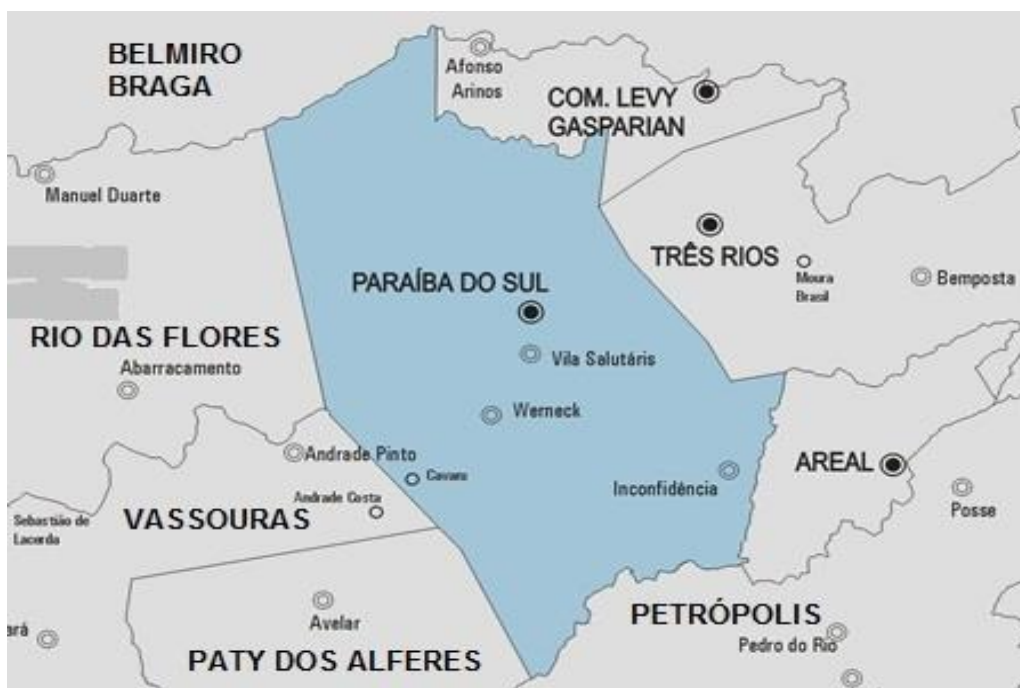 BELMIRO
BRAGA
Afonso
Arinos
COM. LEVY
GASPARIAN
Manuel Duarte
TRÊS RIOS
Moura
Brasil
Bemposta
PARAÍBA DO SUL
RIO DAS FLORES
Abarracamento
Vila Salutáris
Werneck
Andrade Pinto
Cavaru
AREAL
Inconfidência
Andrade Costa
VASSOURAS
Posse
Sebastião de
Lacerda
PETRÓPOLIS
Avelar
ará
Pedro do Rio
PATY DOS ALFERES